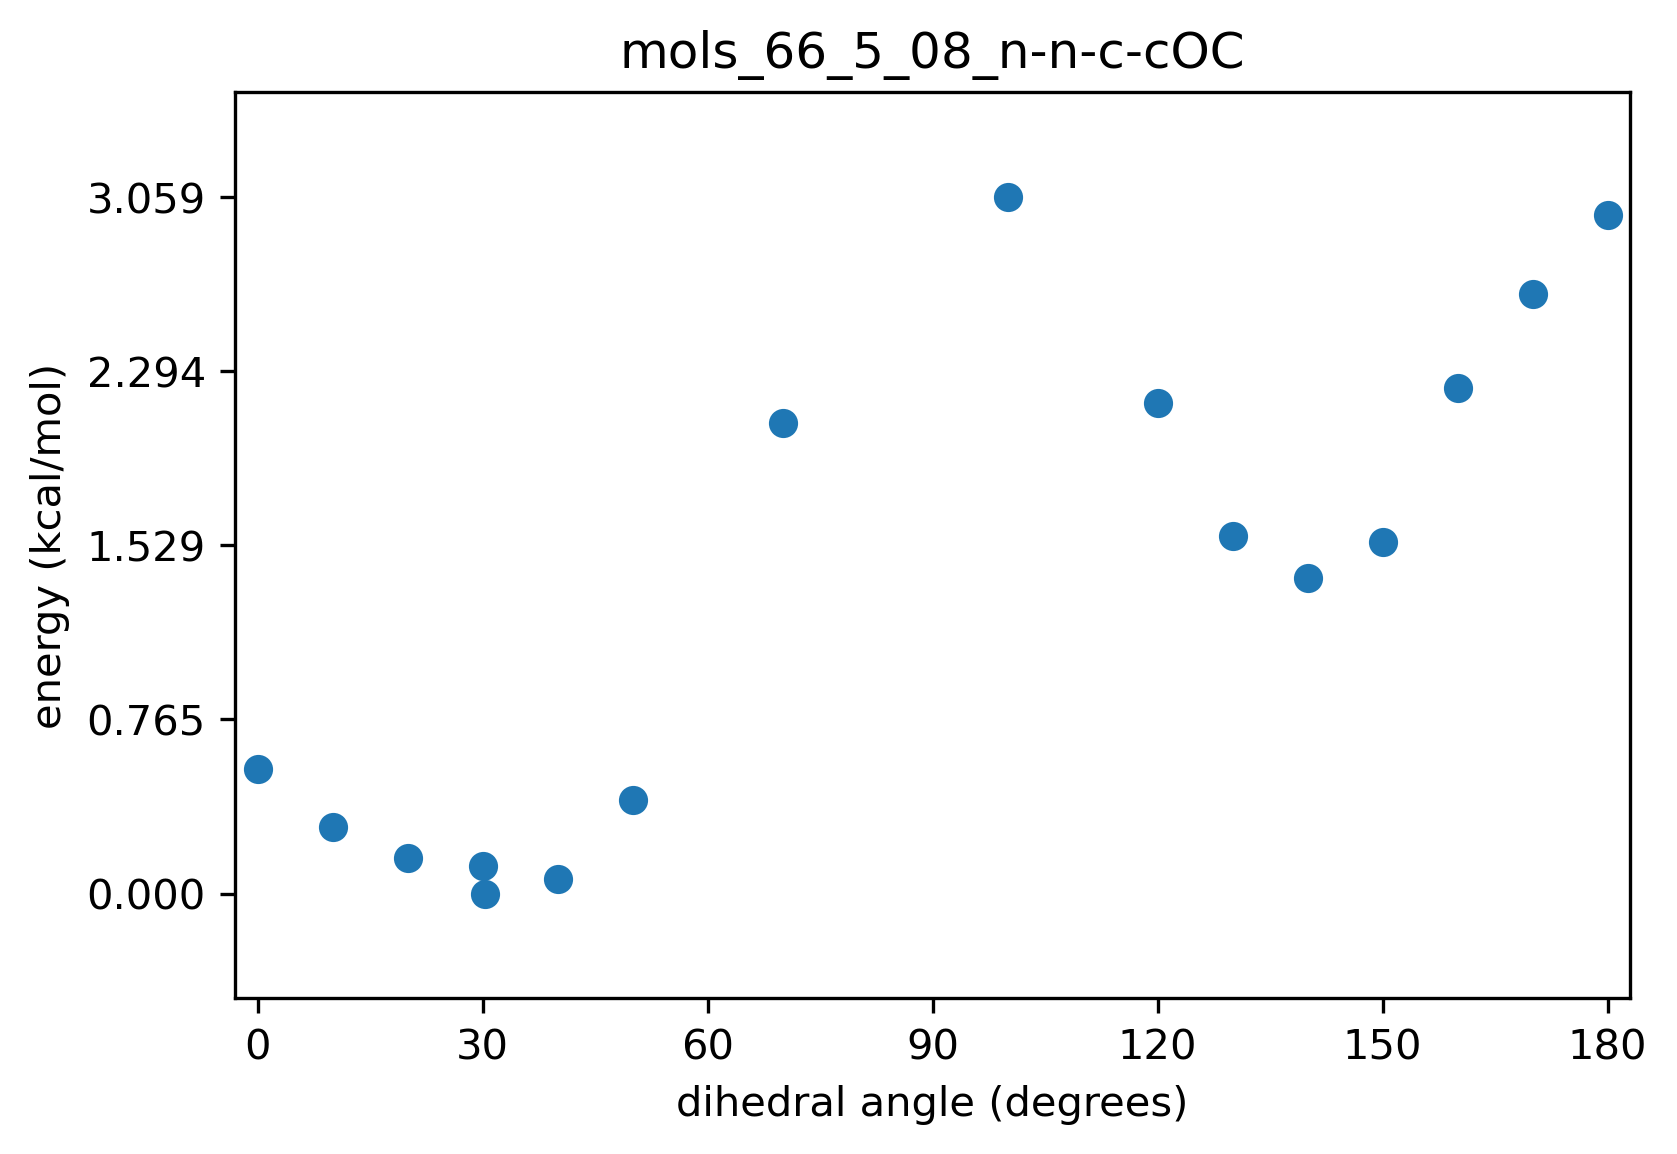 mols_66_5_08_n-n-c-cOC
3.059
2.294
1.529
0.765
0.000
energy (kcal/mol)
0 30 60 90 120 150 180
dihedral angle (degrees)